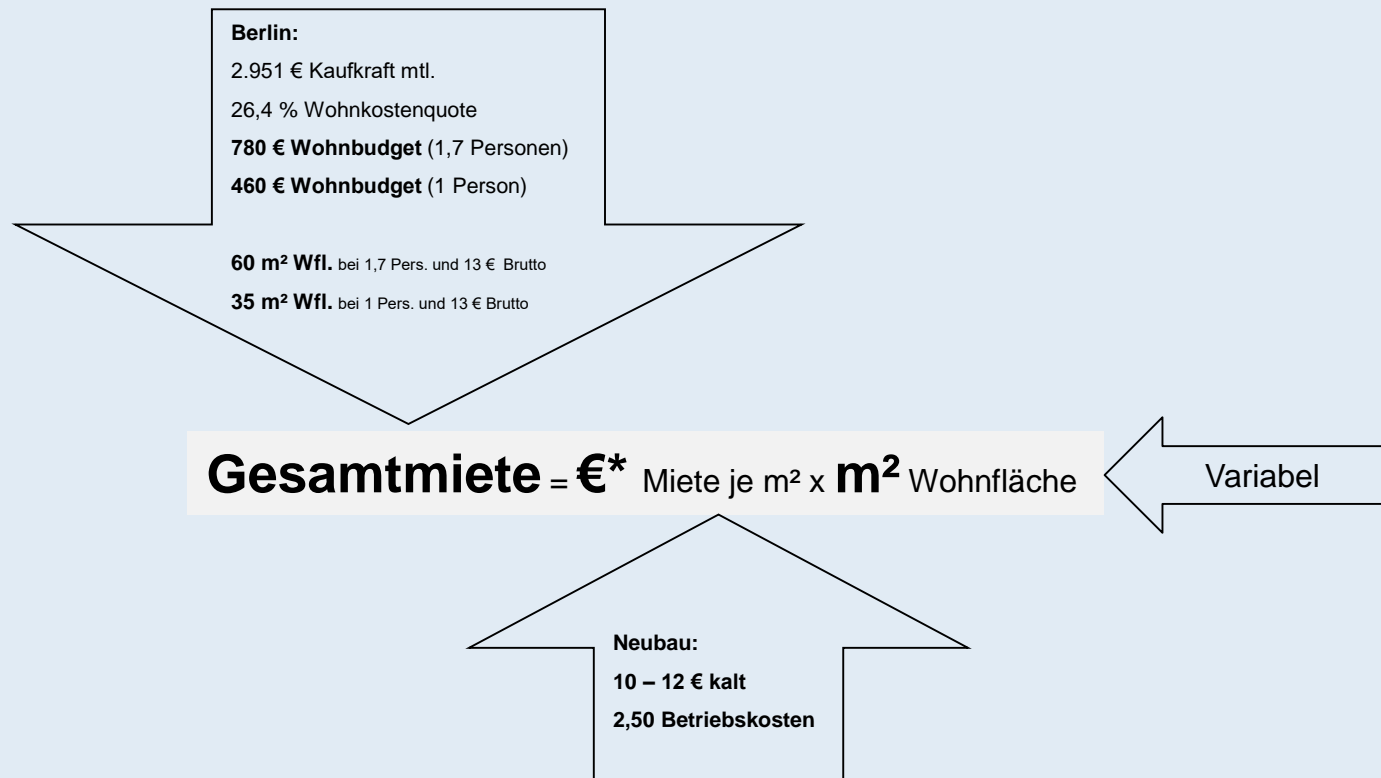 Berlin:
2.951 € Kaufkraft mtl.
26,4 % Wohnkostenquote
780 € Wohnbudget (1,7 Personen)
460 € Wohnbudget (1 Person)
60 m² Wfl. bei 1,7 Pers. und 13 € Brutto
35 m² Wfl. bei 1 Pers. und 13 € Brutto
Gesamtmiete = €* Miete je m² x m² Wohnfläche
Variabel
Neubau:
10 – 12 € kalt
2,50 Betriebskosten